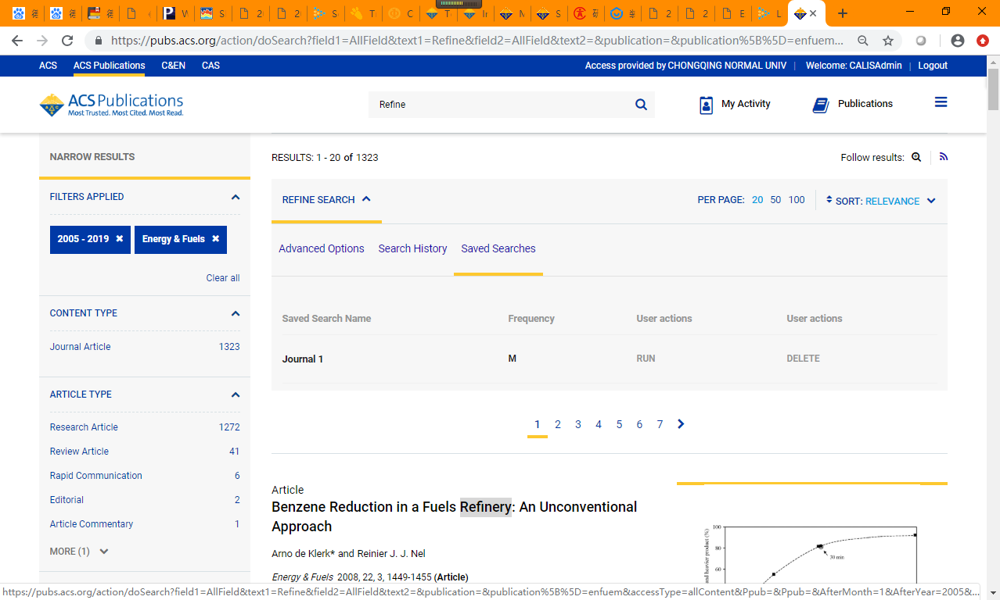 https://pubs.acs.org/action/doSearch?field1=AllField&text1=Refine&field2=AllField&text2=&publication=&publication%5B%5D=enfuem...
ACS ACS Publications C&EN CAS Access provided by CHONGQING NORMAL UNIV | Welcome: CALISAdmin | Logout
ACS Publications
Most Trusted. Most Cited. Most Read.
Refine
My Activity
Publications
NARROW RESULTS
FILTERS APPLIED
2005 - 2019 ✖ Energy & Fuels ✖
Clear all
CONTENT TYPE
Journal Article 1323
ARTICLE TYPE
Research Article 1272
Review Article 41
Rapid Communication 6
Editorial 2
Article Commentary 1
MORE (1)
RESULTS: 1 - 20 of 1323
Follow results:
REFINE SEARCH
PER PAGE: 20 50 100
SORT: RELEVANCE
Advanced Options Search History Saved Searches
Saved Search Name Frequency User actions User actions
Journal 1 M RUN DELETE
1 2 3 4 5 6 7
Article
Benzene Reduction in a Fuels Refinery: An Unconventional
Approach
Arno de Klerk* and Reinier J. J. Nel
Energy & Fuels 2008, 22, 3, 1449-1455 (Article)
100
80
60
30 min
and heavier product (%)
https://pubs.acs.org/action/doSearch?field1=AllField&text1=Refine&field2=AllField&text2=&publication=&publication%5B%5D=enfuem&accessType=allContent&Ppub=&Ppub=&AfterMonth=1&AfterYear=2005&...